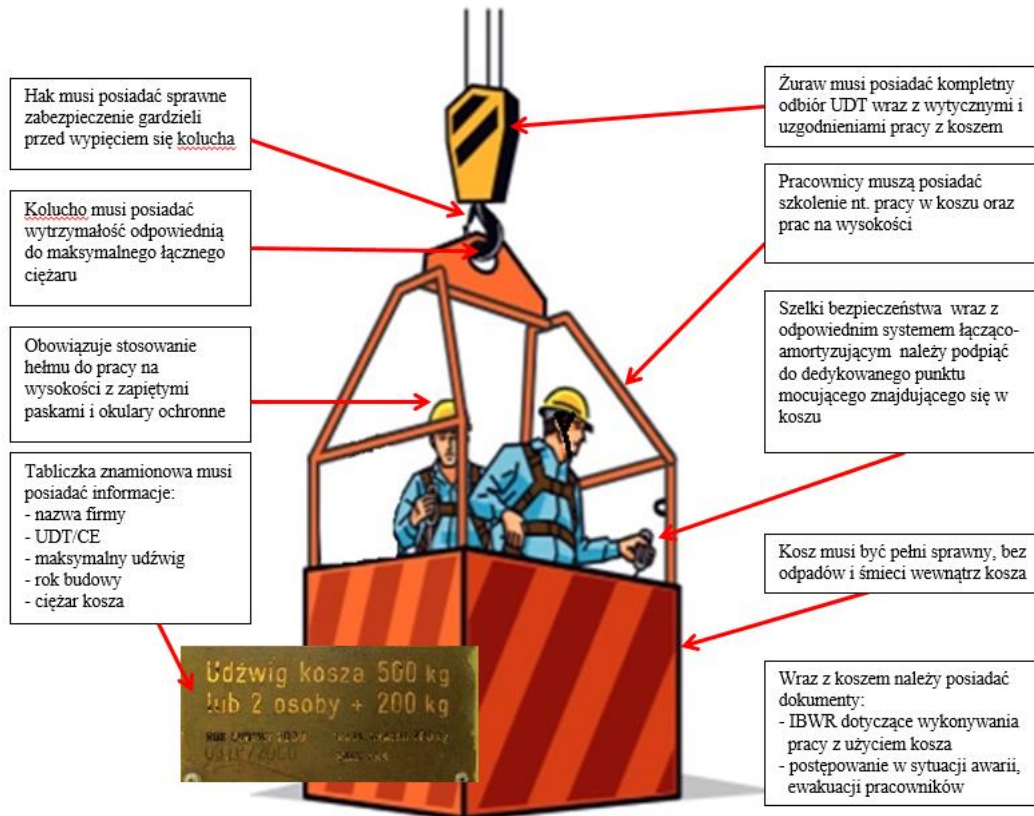 Hak musi posiadać sprawne
zabezpieczenie gardzieli
przed wypięciem się kolucha
Kolucho musi posiadać
wytrzymałość odpowiednią
do maksymalnego łącznego
ciężaru
Obowiązuje stosowanie
hełmu do pracy na
wysokości z zapiętymi
paskami i okulary ochronne
Tabliczka znamionowa musi
posiadać informacje:
- nazwa firmy
- UDT/CE
- maksymalny udźwig
- rok budowy
- ciężar kosza
Udźwig kosza 500 kg
lub 2 osoby + 200 kg
Żuraw musi posiadać kompletny
odbiór UDT wraz z wytycznymi i
uzgodnieniami pracy z koszem
Pracownicy muszą posiadać
szkolenie nt. pracy w koszu oraz
prac na wysokości
Szelki bezpieczeństwa wraz z
odpowiednim systemem łącząco-
amortyzującym należy podpiąć
do dedykowanego punktu
mocującego znajdującego się w
koszu
Kosz musi być pełni sprawny, bez
odpadów i śmieci wewnątrz kosza
Wraz z koszem należy posiadać
dokumenty:
- IBWR dotyczące wykonywania
pracy z użyciem kosza
- postępowanie w sytuacji awarii,
ewakuacji pracowników